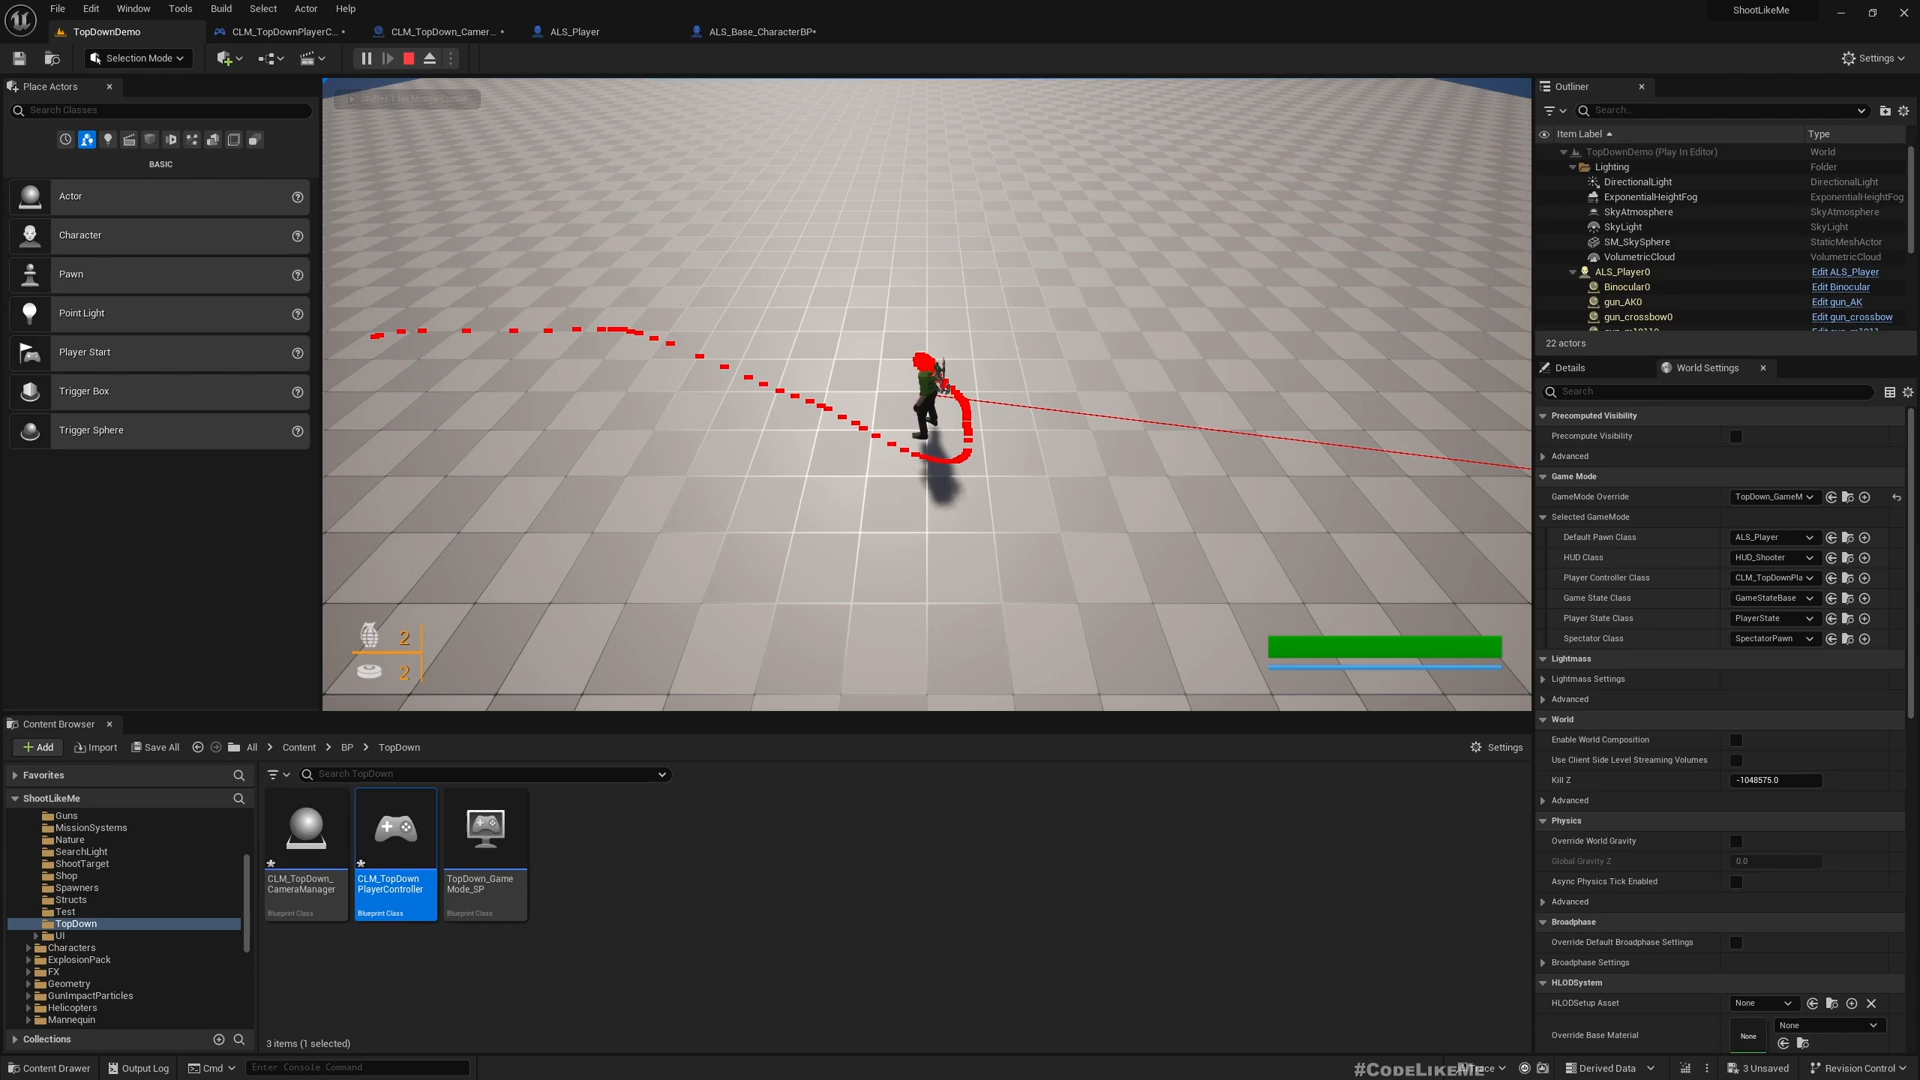 File Edit Window Tools Build Select Actor Help
ShootLikeMe
TopDownDemo
CLM_TopDownPlayerC... •
CLM_TopDown_Camer... •
ALS_Player
ALS_Base_CharacterBP*
Selection Mode
Settings
Place Actors
Search Classes
BASIC
Actor
Character
Pawn
Point Light
Player Start
Trigger Box
Trigger Sphere
2
2
Outliner
Search...
Item Label
Type
TopDownDemo (Play In Editor) World
Lighting Folder
DirectionalLight DirectionalLight
ExponentialHeightFog ExponentialHeightFog
SkyAtmosphere SkyAtmosphere
SkyLight SkyLight
SM_SkySphere StaticMeshActor
VolumetricCloud VolumetricCloud
ALS_Player0 Edit ALS_Player
Binocular0 Edit Binocular
gun_AK0 Edit gun_AK
gun_crossbow0 Edit gun_crossbow
22 actors
Details
World Settings
Search
Precomputed Visibility
Precompute Visibility
Advanced
Game Mode
GameMode Override TopDown_GameM
Selected GameMode
Default Pawn Class ALS_Player
HUD Class HUD_Shooter
Player Controller Class CLM_TopDownPla
Game State Class GameStateBase
Player State Class PlayerState
Spectator Class SpectatorPawn
Lightmass
Lightmass Settings
Advanced
World
Enable World Composition
Use Client Side Level Streaming Volumes
Kill Z -1048575.0
Advanced
Physics
Override World Gravity
Global Gravity Z 0.0
Async Physics Tick Enabled
Advanced
Broadphase
Override Default Broadphase Settings
Broadphase Settings
HLODSystem
HLODSetup Asset None
Override Base Material None None
Content Browser
Add Import Save All All > Content > BP > TopDown
Settings
Favorites
ShootLikeMe
Guns
MissionSystems
Nature
SearchLight
ShootTarget
Shop
Spawners
Structs
Test
TopDown
UI
Characters
ExplosionPack
FX
Geometry
GunImpactParticles
Helicopters
Mannequin
Collections
Search TopDown
CLM_TopDown_
CameraManager
Blueprint Class
CLM_TopDown
PlayerController
Blueprint Class
TopDown_Game
Mode_SP
Blueprint Class
3 items (1 selected)
Content Drawer Output Log Cmd Enter Console Command
#CodeLikeMe
Trace
Derived Data
3 Unsaved
Revision Control